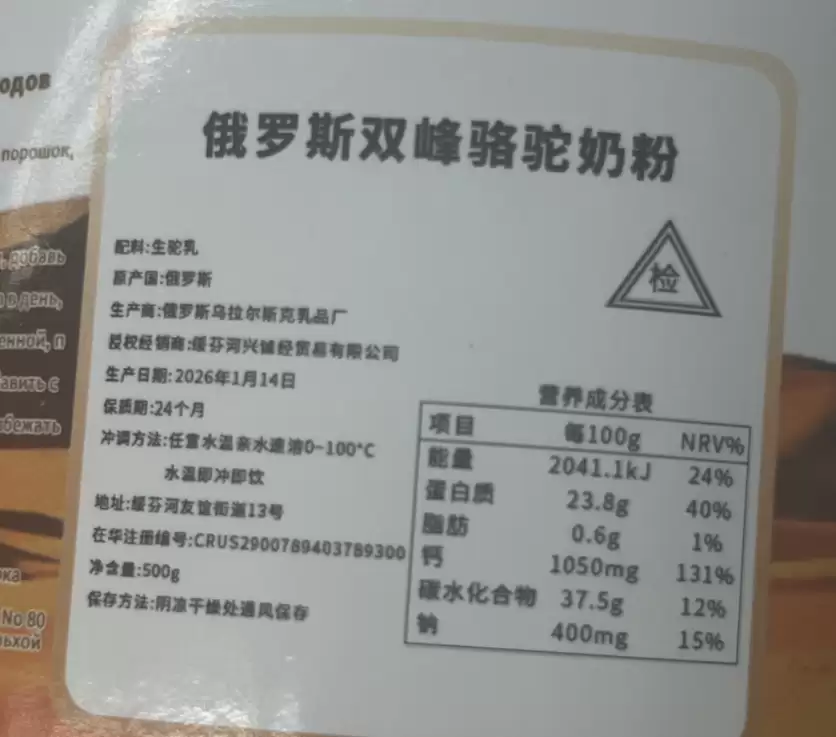 одов
порошок,
俄罗斯双峰骆驼奶粉
检
配料:生驼乳
原产国:俄罗斯
生产商:俄罗斯乌拉尔斯克乳品厂
授权经销商:绥芬河兴铖经贸易有限公司
生产日期:2026年1月14日
保质期:24个月
冲调方法:任意水温亲水速溶0-100°C
水温即冲即饮
地址:绥芬河友谊街道13号
在华注册编号:CRUS29007894037893​00
净含量:500g
保存方法:阴凉干燥处通风保存
营养成分表
项目 每100g NRV%
能量 2041.1kJ 24%
蛋白质 23.8g 40%
脂肪 0.6g 1%
钙 1050mg 131%
碳水化合物 37.5g 12%
钠 400mg 15%
добавь
в день,
енной, п
авить с
бежать
ка
No 80
ьхой